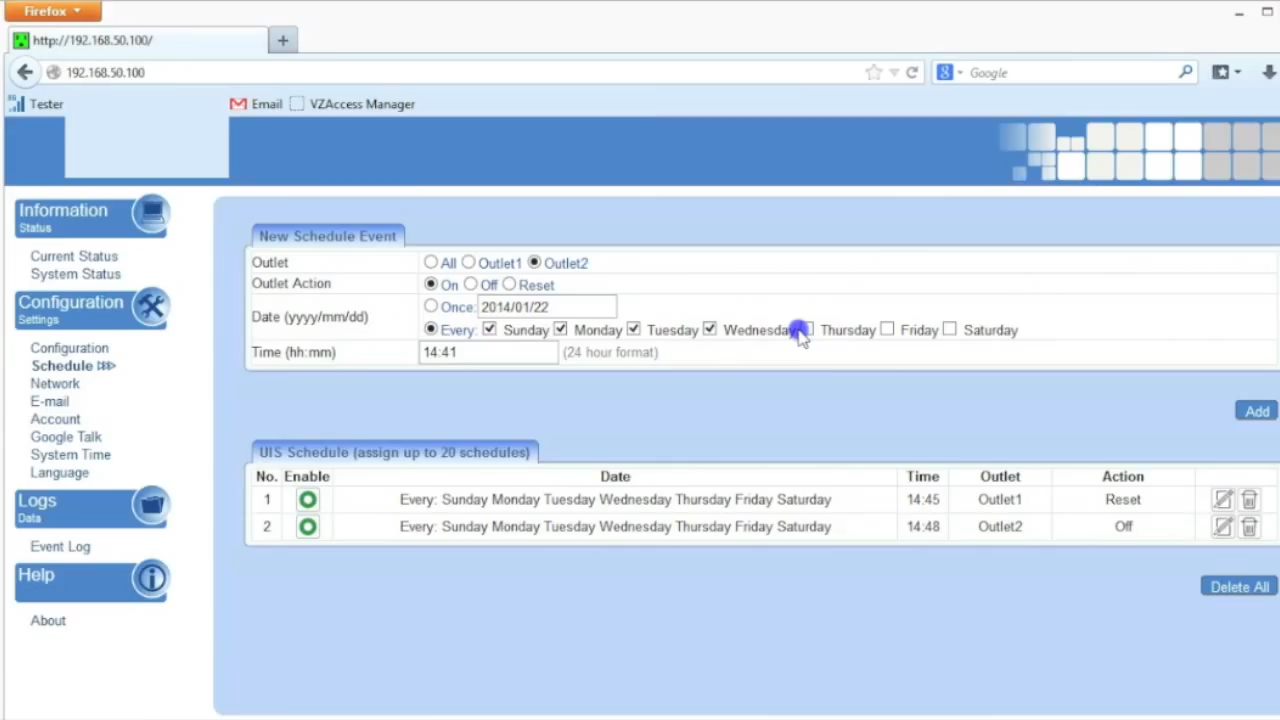 Firefox
http://192.168.50.100/
192.168.50.100
Google
Tester Email VZAccess Manager
Information
Status
Current Status
System Status
Configuration
Settings
Configuration
Schedule
Network
E-mail
Account
Google Talk
System Time
Language
Logs
Data
Event Log
Help
About
New Schedule Event
Outlet All Outlet1 Outlet2
Outlet Action On Off Reset
Date (yyyy/mm/dd)
Once: 2014/01/22
Every: Sunday Monday Tuesday Wednesday Thursday Friday Saturday
Time (hh:mm) 14:41 (24 hour format)
Add
UIS Schedule (assign up to 20 schedules)
No. Enable Date Time Outlet Action
1 Every: Sunday Monday Tuesday Wednesday Thursday Friday Saturday 14:45 Outlet1 Reset
2 Every: Sunday Monday Tuesday Wednesday Thursday Friday Saturday 14:48 Outlet2 Off
Delete All